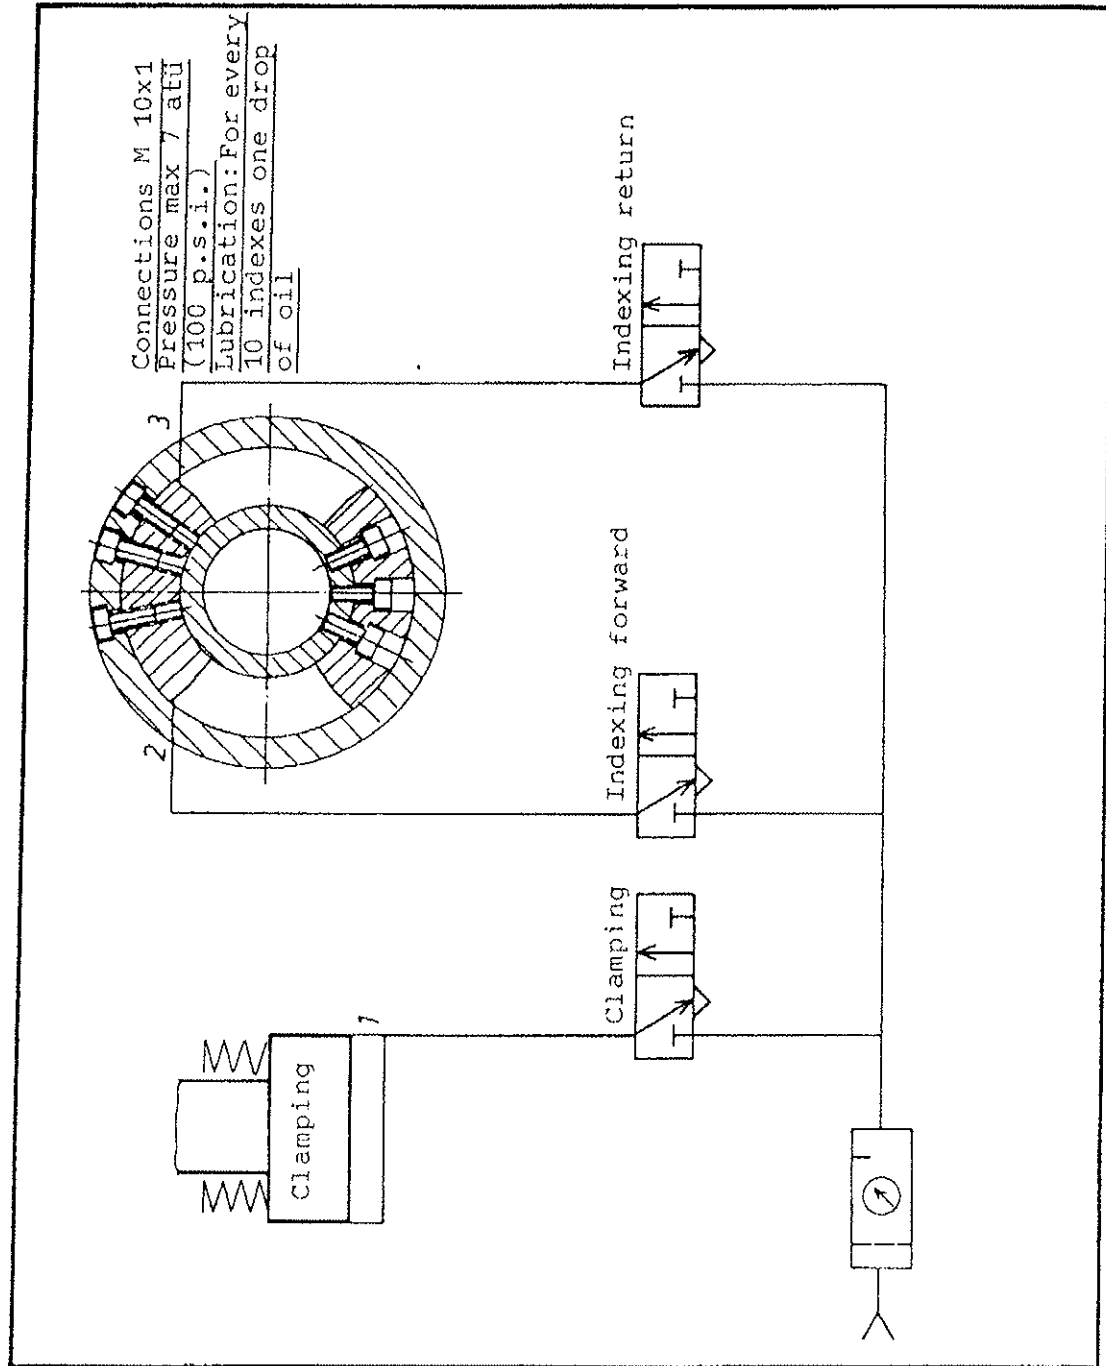 Connections M 10x1
Pressure max 7 atü
(100 p.s.i.)
Lubrication:For every
10 indexes one drop
of oil
2
3
Clamping
1
Clamping
Indexing forward
Indexing return